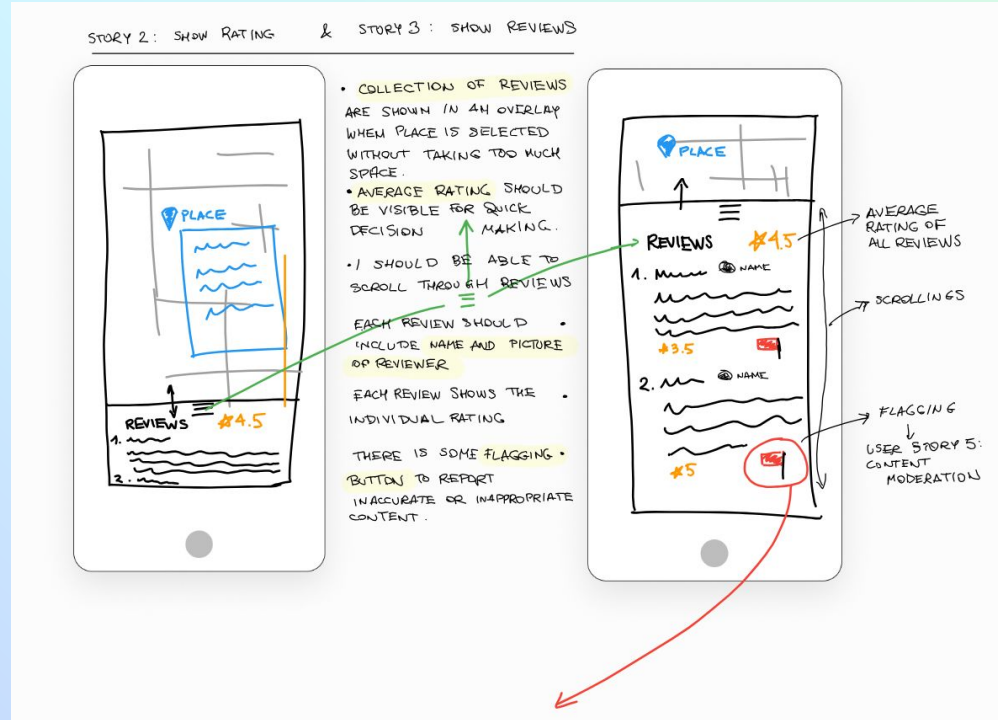 STORY 2: SHOW RATING & STORY 3: SHOW REVIEWS
PLACE
REVIEWS ★4.5
1.
2.
• COLLECTION OF REVIEWS
ARE SHOWN IN AN OVERLAY
WHEN PLACE IS SELECTED
WITHOUT TAKING TOO MUCH
SPACE.
• AVERAGE RATING SHOULD
BE VISIBLE FOR QUICK
DECISION MAKING.
• I SHOULD BE ABLE TO
SCROLL THROUGH REVIEWS
EACH REVIEW SHOULD •
INCLUDE NAME AND PICTURE
OF REVIEWER
EACH REVIEW SHOWS THE •
INDIVIDUAL RATING
THERE IS SOME FLAGGING •
BUTTON TO REPORT
INACCURATE OR INAPPROPRIATE
CONTENT.
PLACE
REVIEWS ★4.5
1. NAME
★3.5
2. NAME
★5
AVERAGE
RATING OF
ALL REVIEWS
SCROLLINGS
FLAGGING
USER STORY 5:
CONTENT
MODERATION